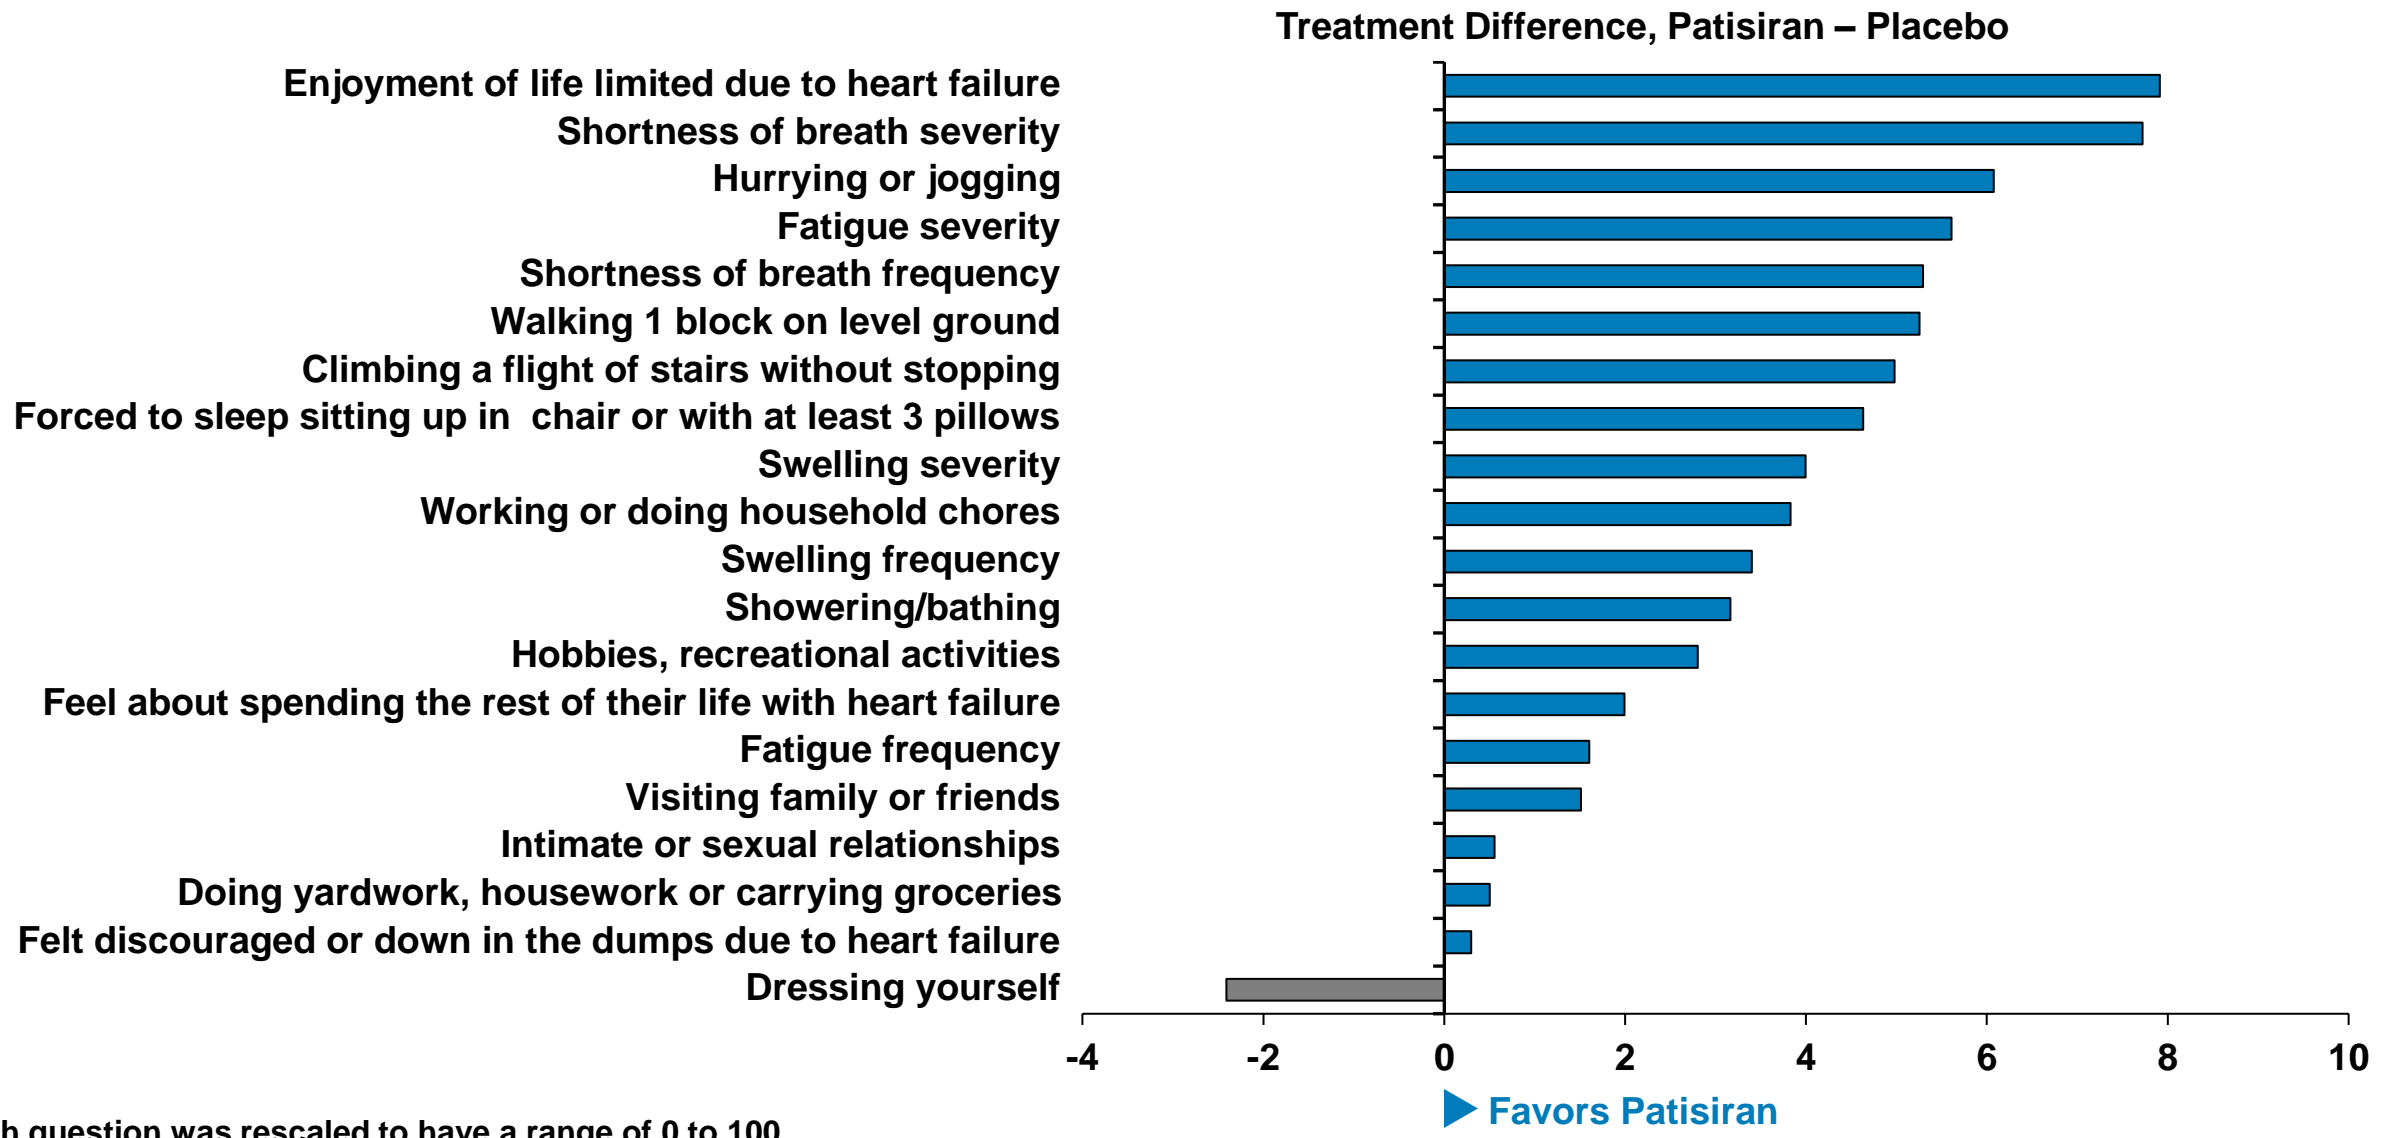 Treatment Difference, Patisiran – Placebo
Enjoyment of life limited due to heart failure
Shortness of breath severity
Hurrying or jogging
Fatigue severity
Shortness of breath frequency
Walking 1 block on level ground
Climbing a flight of stairs without stopping
Forced to sleep sitting up in  chair or with at least 3 pillows
Swelling severity
Working or doing household chores
Swelling frequency
Showering/bathing
Hobbies, recreational activities
Feel about spending the rest of their life with heart failure
Fatigue frequency
Visiting family or friends
Intimate or sexual relationships
Doing yardwork, housework or carrying groceries
Felt discouraged or down in the dumps due to heart failure
Dressing yourself
-4 -2 0 2 4 6 8 10
Favors Patisiran
question was rescaled to have a range of 0 to 100